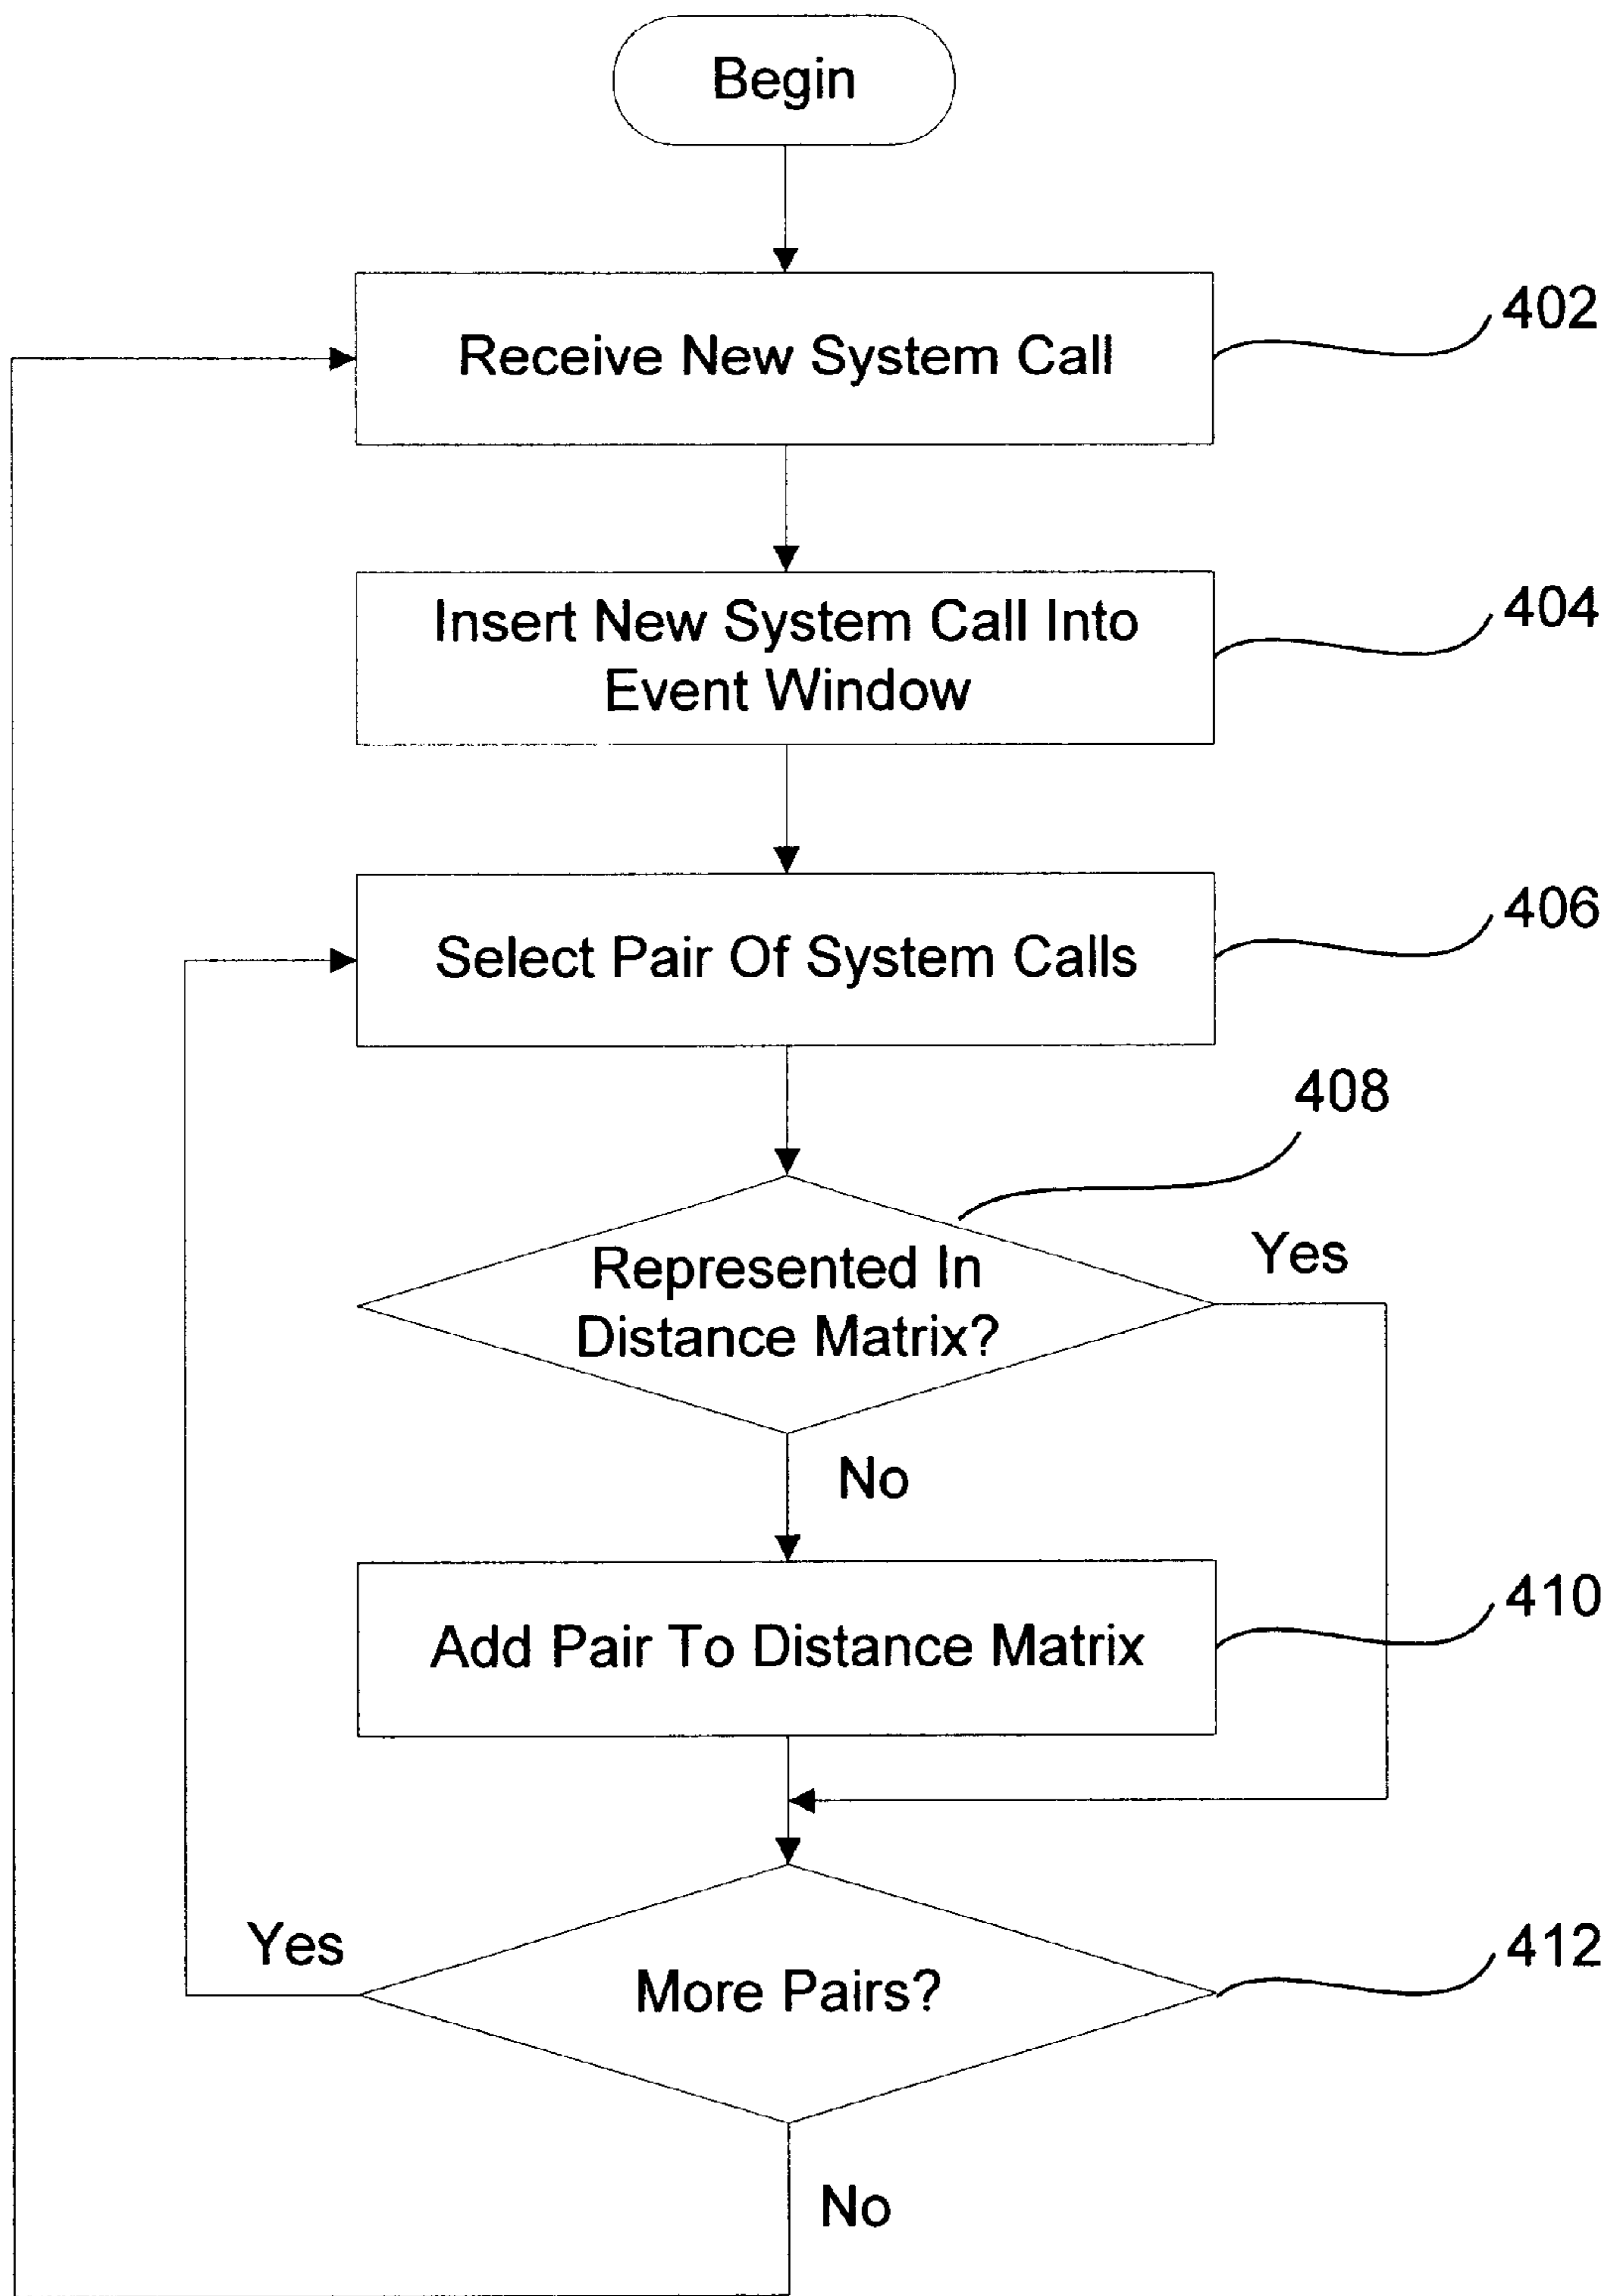 Begin
Receive New System Call
402
Insert New System Call Into
Event Window
404
Select Pair Of System Calls
406
408
Represented In
Distance Matrix?
Yes
No
Add Pair To Distance Matrix
410
Yes
More Pairs?
412
No